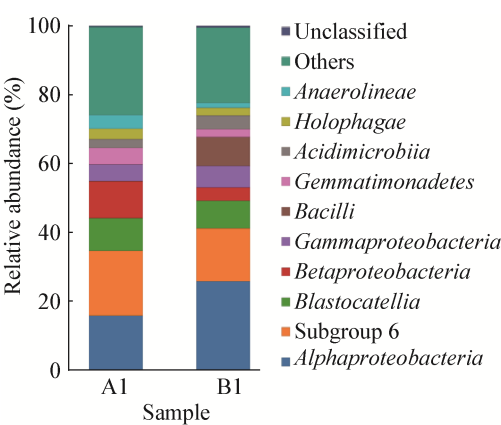 Relative abundance (%)
100
80
60
40
20
0
A1
B1
Sample
Unclassified
Others
Anaerolineae
Holophagae
Acidimicrobiia
Gemmatimonadetes
Bacilli
Gammaproteobacteria
Betaproteobacteria
Blastocatellia
Subgroup 6
Alphaproteobacteria